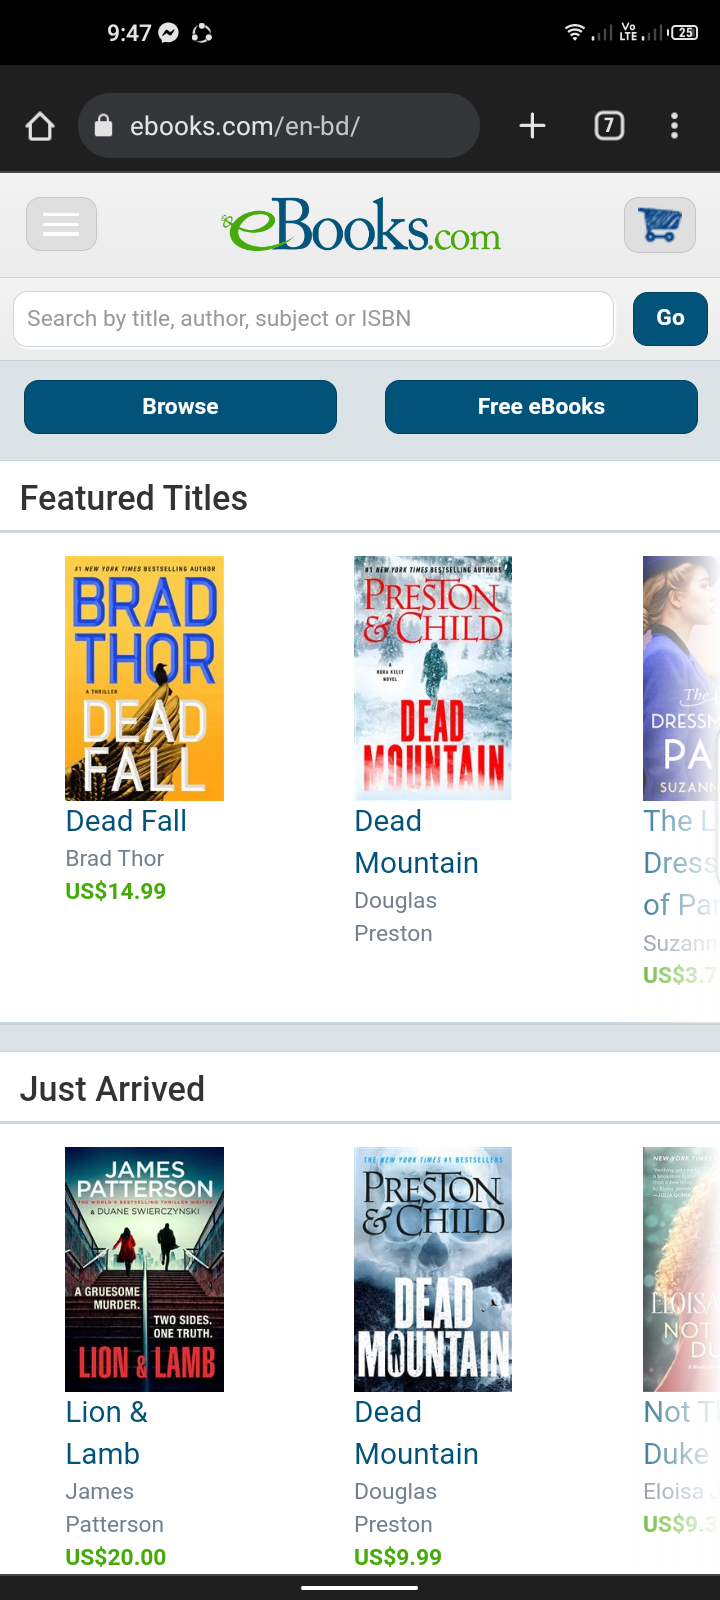 9:47
Vo
LTE
25
ebooks.com/en-bd/
7
eBooks.com
Search by title, author, subject or ISBN
Go
Browse
Free eBooks
Featured Titles
#1 NEW YORK TIMES BESTSELLING AUTHOR
BRAD
THOR
A THRILLER
DEAD
FALL
#1 NEW YORK TIMES BESTSELLING AUTHORS
PRESTON
& CHILD
A
NORA KELLY
NOVEL
DEAD
MOUNTAIN
The
DRESSM
PA
SUZANN
Dead Fall
Brad Thor
US$14.99
Dead
Mountain
Douglas
Preston
The L
Dress
of Par
Suzann
US$3.7
Just Arrived
JAMES
PATTERSON
THE WORLD'S BESTSELLING THRILLER WRITER
& DUANE SWIERCZYNSKI
A GRUESOME
MURDER.
TWO SIDES.
ONE TRUTH.
LION & LAMB
THE NEW YORK TIMES #1 BESTSELLERS
PRESTON
& CHILD
DEAD
MOUNTAIN
NEW YORK TIMES
—JULIA QUINN
ELOISA
NOT
DU
Lion &
Lamb
James
Patterson
US$20.00
Dead
Mountain
Douglas
Preston
US$9.99
Not T
Duke
Eloisa J
US$9.3